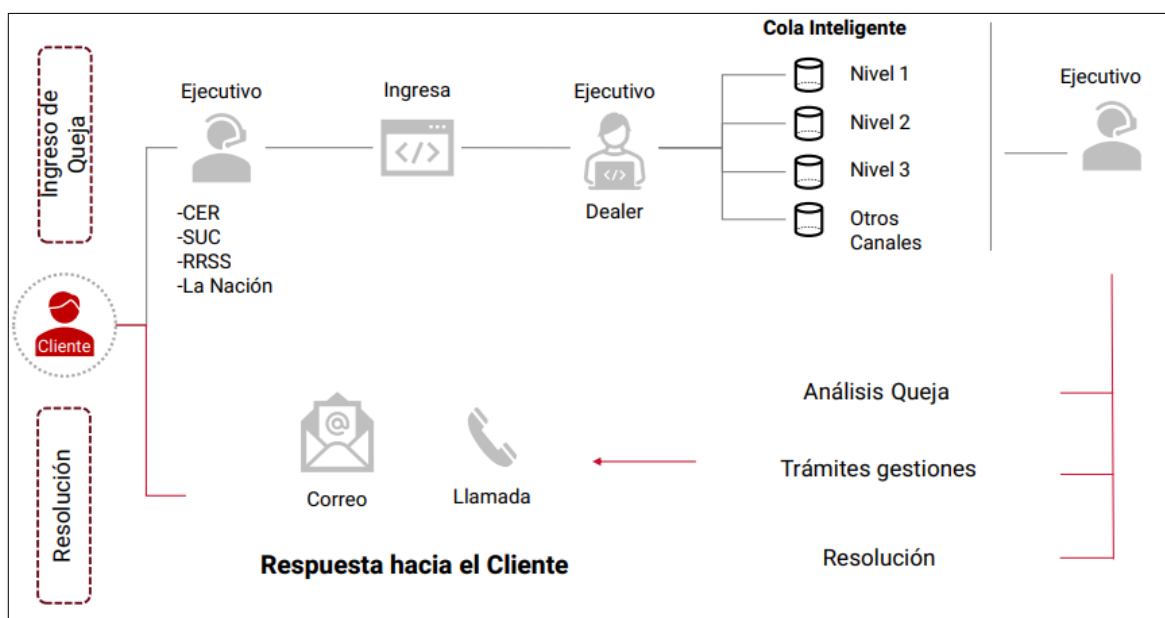 Ingreso de
Queja
Ejecutivo
-CER
-SUC
-RRSS
-La Nación
Ingresa
Ejecutivo
Dealer
Cola Inteligente
Nivel 1
Nivel 2
Nivel 3
Otros
Canales
Ejecutivo
Cliente
Análisis Queja
Trámites gestiones
Resolución
Correo
Llamada
Respuesta hacia el Cliente
Resolución